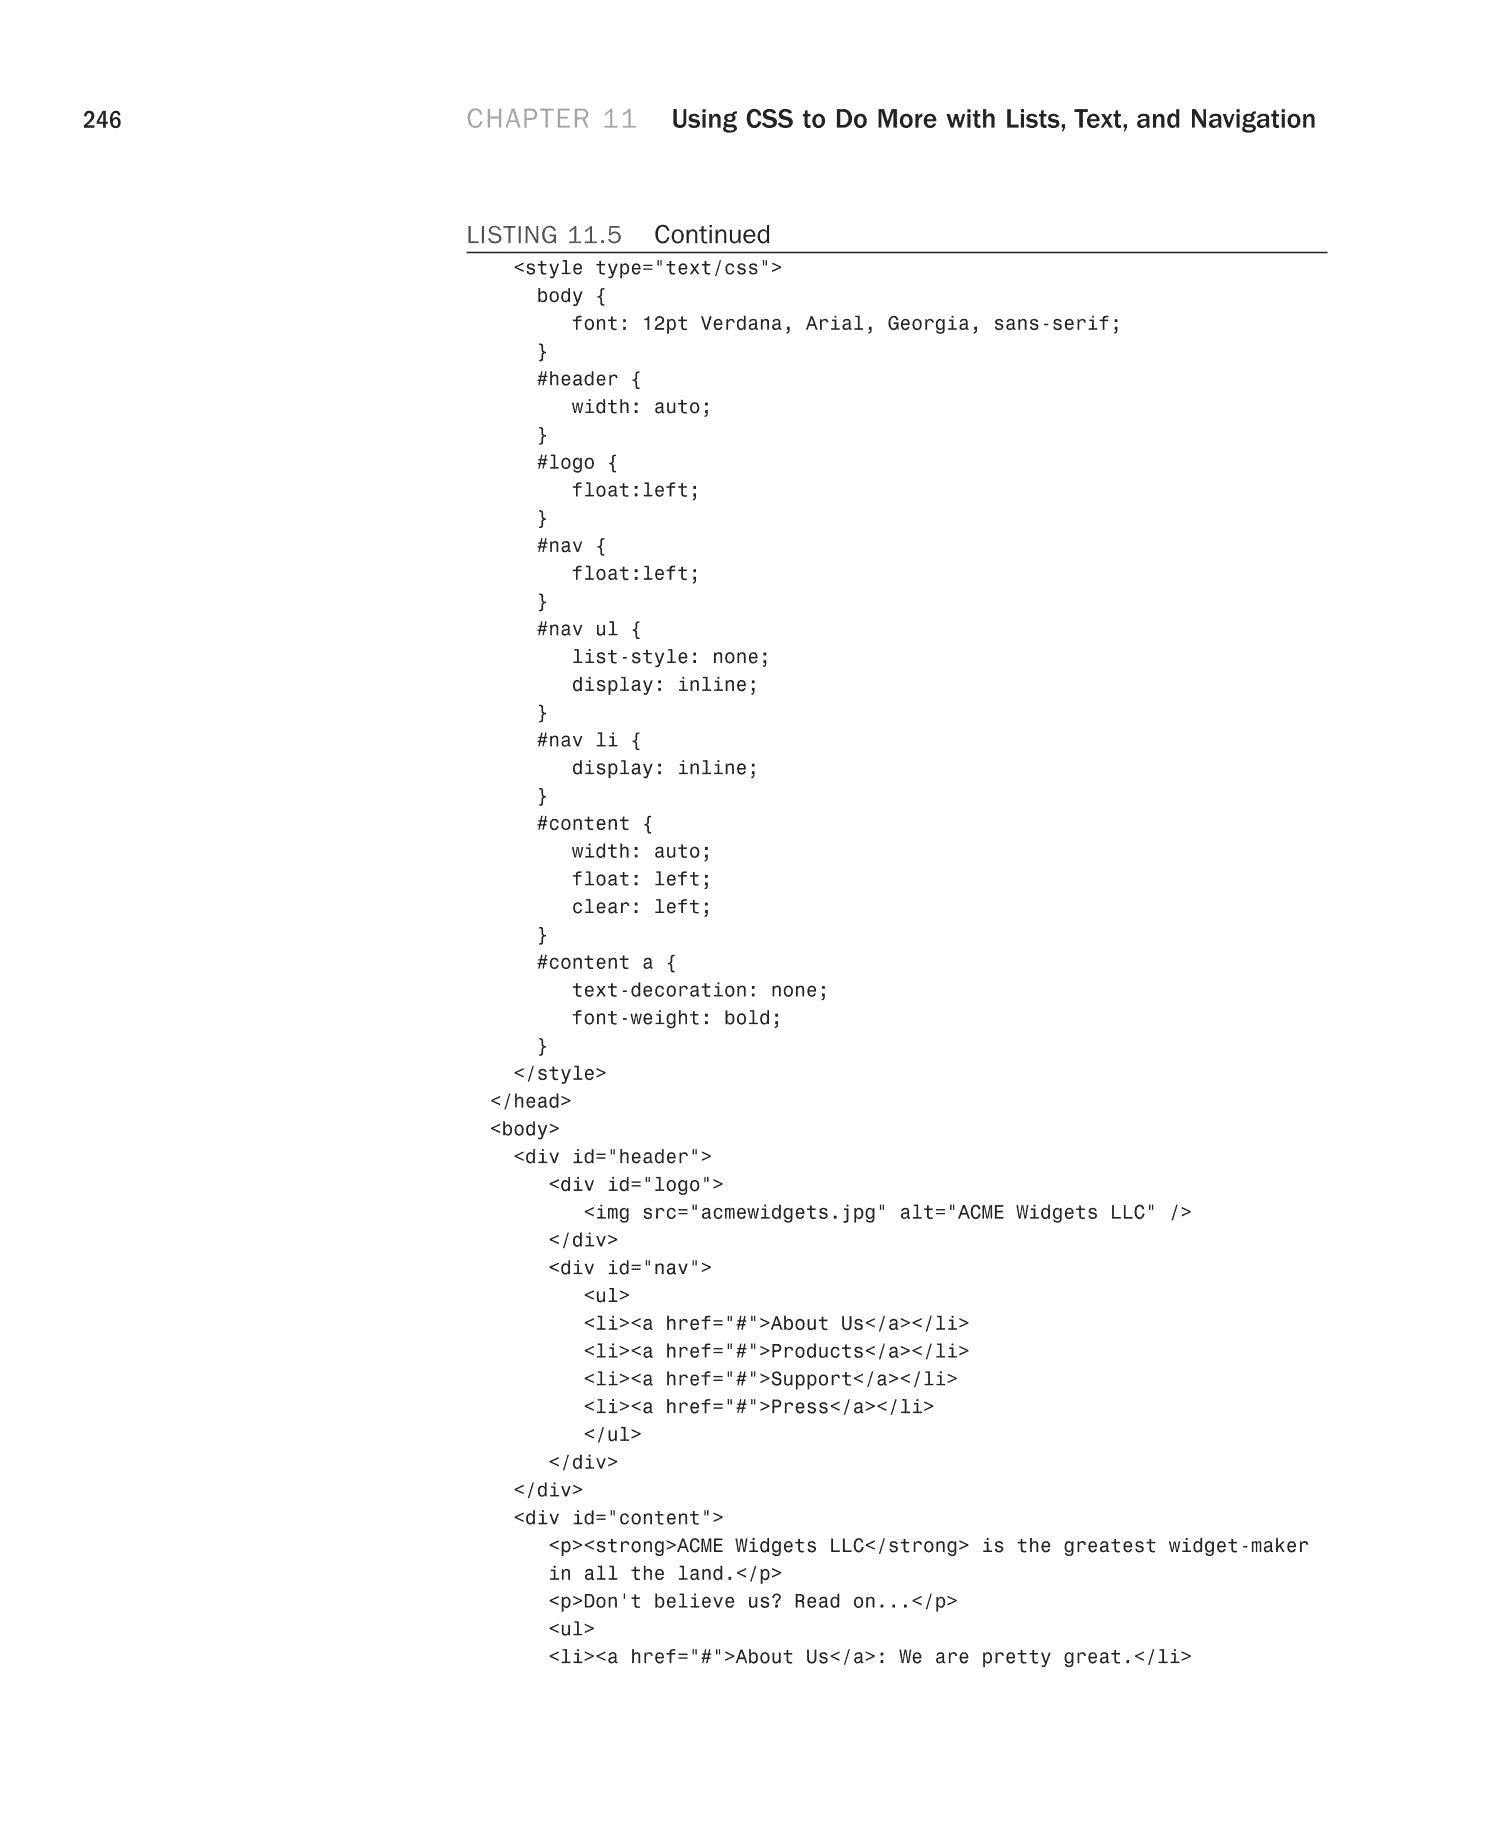 246 CHAPTER 11 Using CSS to Do More with Lists, Text, and Navigation
LISTING 11.5 Continued
<style type="text/css">
body {
font: 12pt Verdana, Arial, Georgia, sans-serif;
}
#header {
width: auto;
}
#logo {
float:left;
}
#nav {
float:left;
}
#nav ul {
list-style: none;
display: inline;
}
#nav li {
display: inline;
}
#content {
width: auto;
float: left;
clear: left;
}
#content a {
text-decoration: none;
font-weight: bold;
}
</style>
</head>
<body>
<div id="header">
<div id="logo">
<img src="acmewidgets.jpg" alt="ACME Widgets LLC" />
</div>
<div id="nav">
<ul>
<li><a href="#">About Us</a></li>
<li><a href="#">Products</a></li>
<li><a href="#">Support</a></li>
<li><a href="#">Press</a></li>
</ul>
</div>
</div>
<div id="content">
<p><strong>ACME Widgets LLC</strong> is the greatest widget-maker
in all the land.</p>
<p>Don't believe us? Read on...</p>
<ul>
<li><a href="#">About Us</a>: We are pretty great.</li>